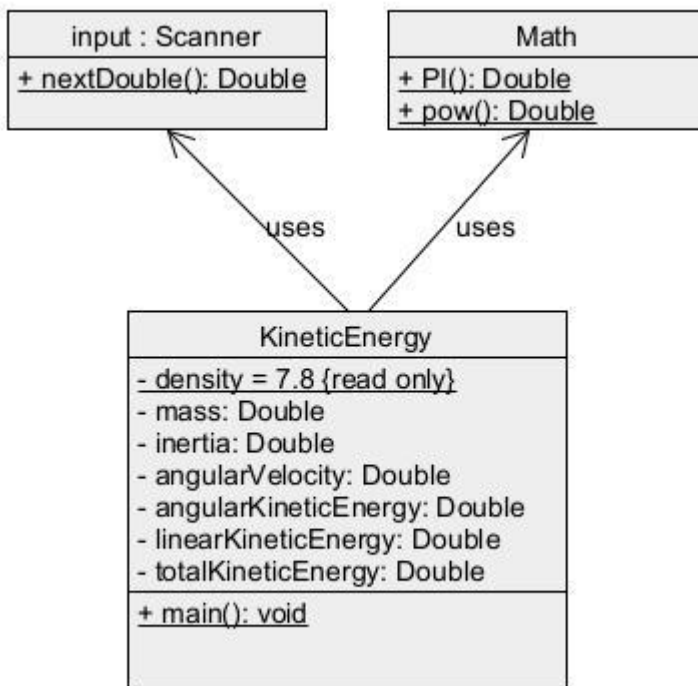 input : Scanner
+ nextDouble(): Double
Math
+ PI(): Double
+ pow(): Double
uses
uses
KineticEnergy
- density = 7.8 {read only}
- mass: Double
- inertia: Double
- angularVelocity: Double
- angularKineticEnergy: Double
- linearKineticEnergy: Double
- totalKineticEnergy: Double
+ main(): void